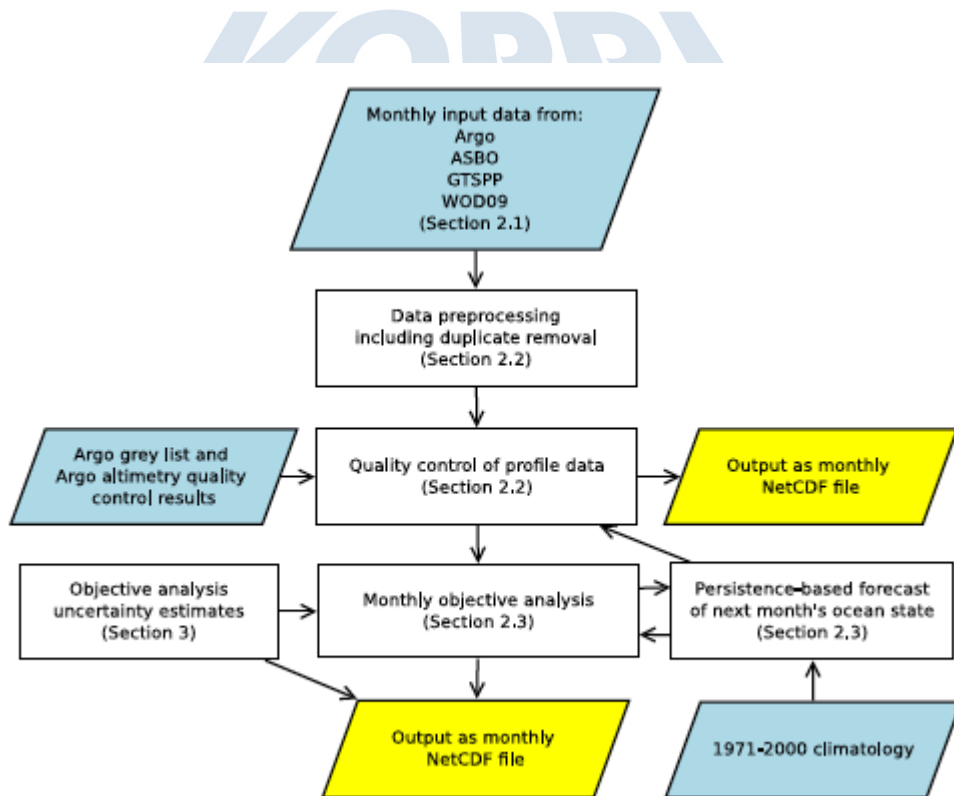 KOPRI
Monthly input data from:
Argo
ASBO
GTSPP
WOD09
(Section 2.1)
Data preprocessing
including duplicate removal
(Section 2.2)
Argo grey list and
Argo altimetry quality
control results
Quality control of profile data
(Section 2.2)
Output as monthly
NetCDF file
Objective analysis
uncertainty estimates
(Section 3)
Monthly objective analysis
(Section 2.3)
Persistence-based forecast
of next month's ocean state
(Section 2.3)
Output as monthly
NetCDF file
1971-2000 climatology